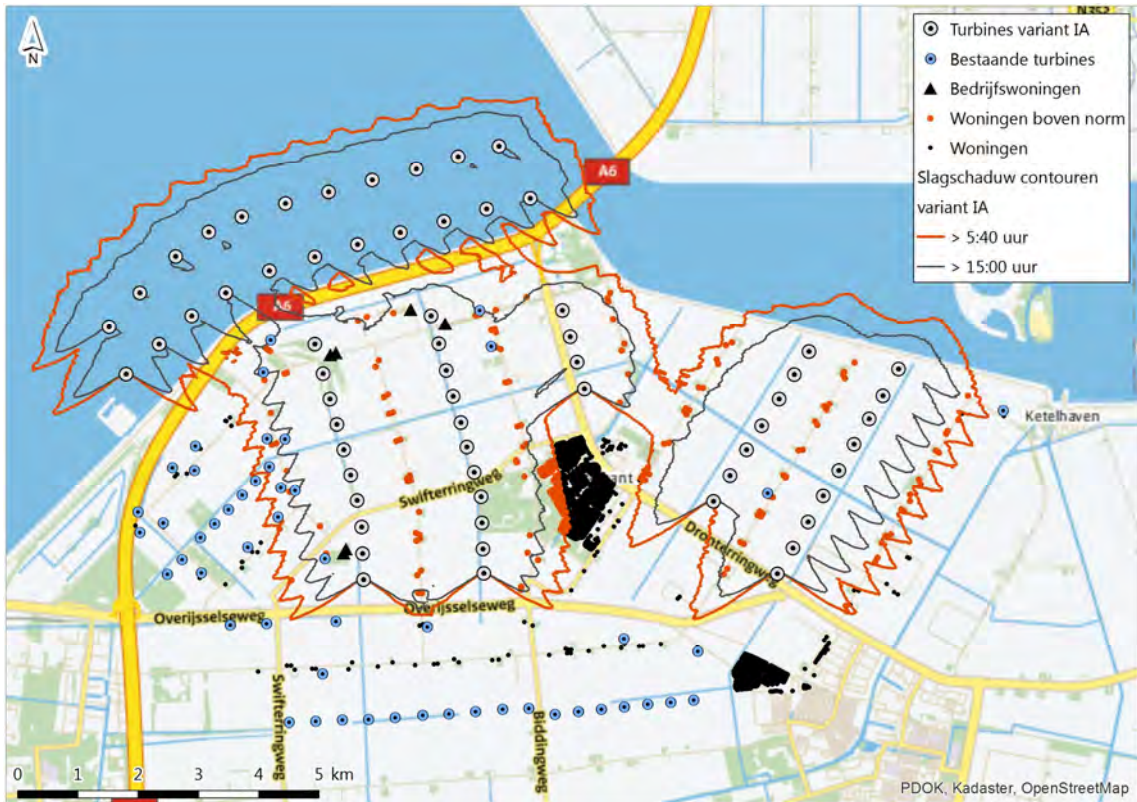 N352
N
Turbines variant IA
Bestaande turbines
Bedrijfswoningen
Woningen boven norm
Woningen
Slagschaduw contouren
variant IA
> 5:40 uur
> 15:00 uur
A6
A6
Ketelhaven
Swifterringweg
Dronterringweg
Overijsselseweg
Overijsselseweg
Swifterringweg
Biddingweg
0 1 2 3 4 5 km
PDOK, Kadaster, OpenStreetMap